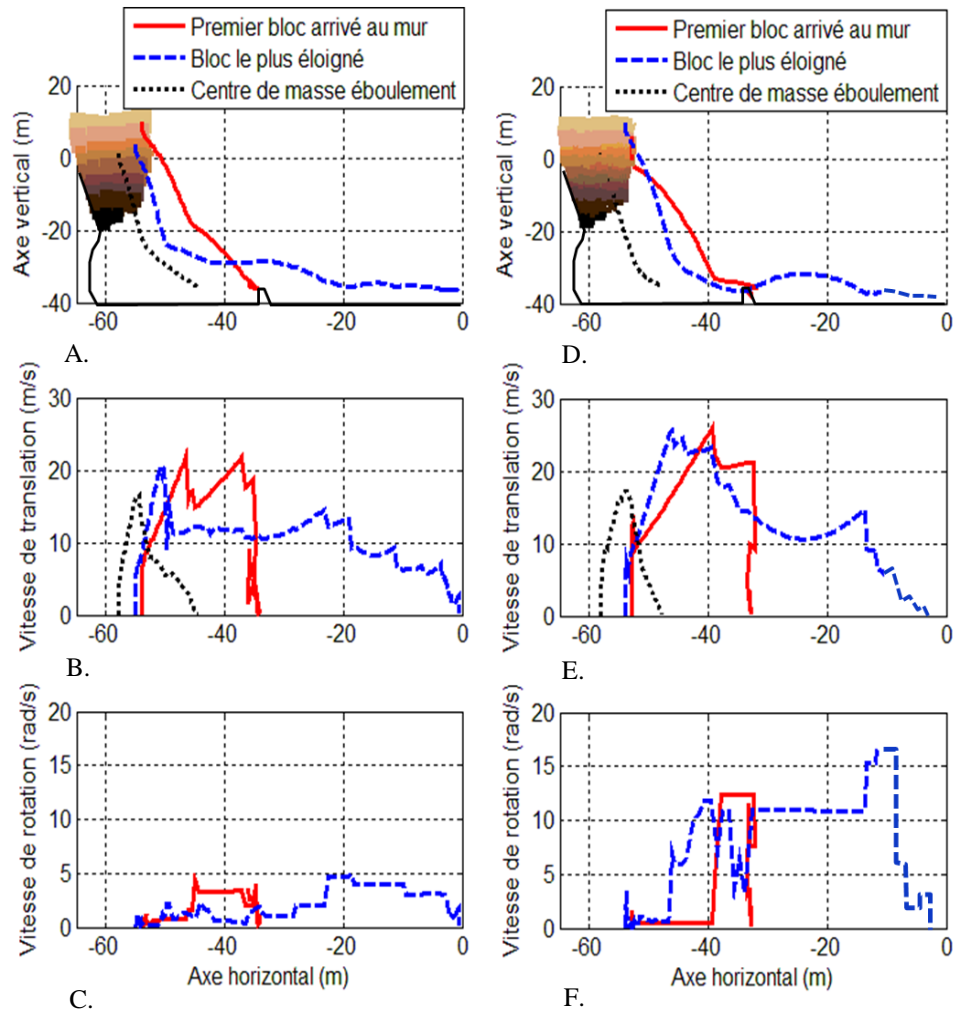 Premier bloc arrivé au mur
Bloc le plus éloigné
Centre de masse éboulement
Axe vertical (m)
20
0
-20
-40
-60
-40
-20
0
A.
Premier bloc arrivé au mur
Bloc le plus éloigné
Centre de masse éboulement
Axe vertical (m)
20
0
-20
-40
-60
-40
-20
0
D.
Vitesse de translation (m/s)
30
20
10
0
-60
-40
-20
0
B.
Vitesse de translation (m/s)
30
20
10
0
-60
-40
-20
0
E.
Vitesse de rotation (rad/s)
20
15
10
5
0
-60
-40
-20
0
Axe horizontal (m)
C.
Vitesse de rotation (rad/s)
20
15
10
5
0
-60
-40
-20
0
Axe horizontal (m)
F.